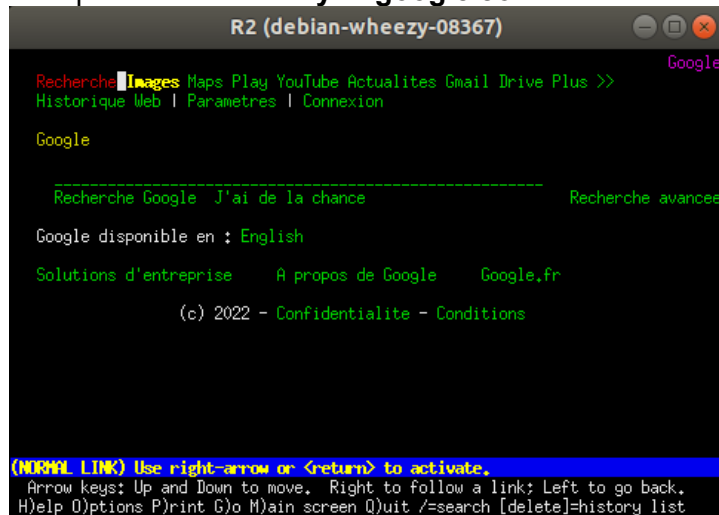 R2 (debian-wheezy-08367)
Google
Recherche Images Maps Play YouTube Actualites Gmail Drive Plus >>
Historique Web | Parametres | Connexion
Google
Recherche Google J'ai de la chance Recherche avancee
Google disponible en : English
Solutions d'entreprise A propos de Google Google.fr
(c) 2022 - Confidentialite - Conditions
(NORMAL LINK) Use right-arrow or <return> to activate.
Arrow keys: Up and Down to move. Right to follow a link; Left to go back.
H)elp O)ptions P)rint G)o M)ain screen Q)uit /=search [delete]=history list